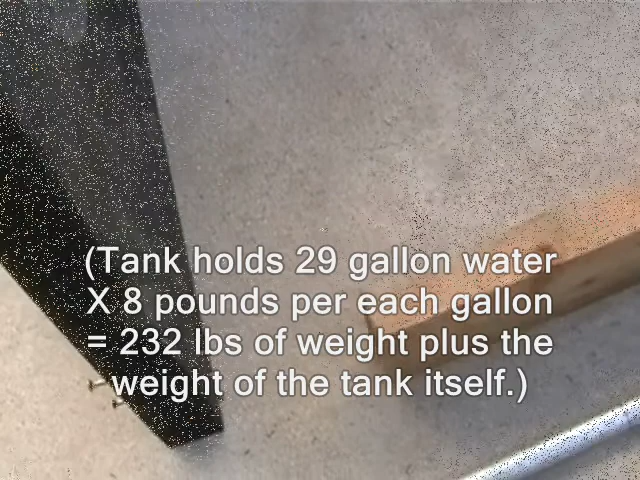 (Tank holds 29 gallon water
X 8 pounds per each gallon
= 232 lbs of weight plus the
weight of the tank itself.)